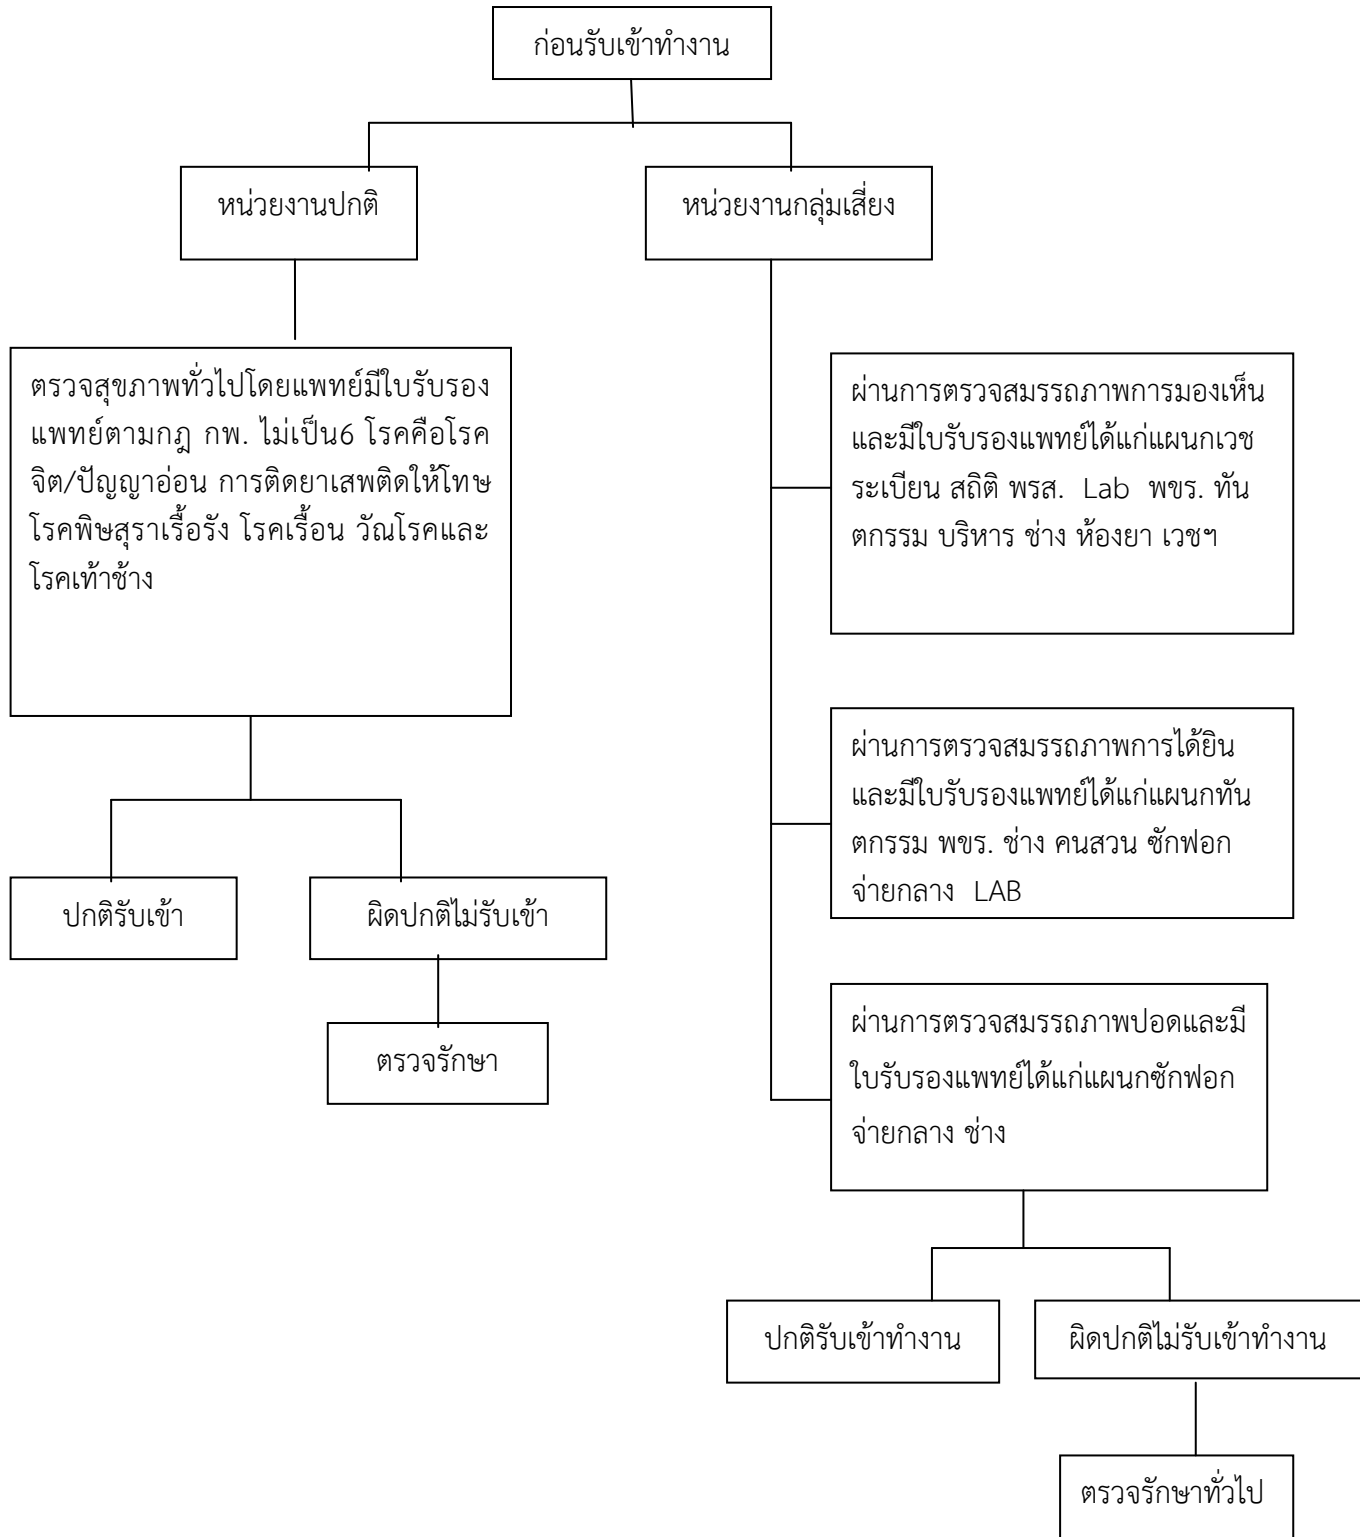 ก่อนรับเข้าทำงาน
หน่วยงานปกติ
หน่วยงานกลุ่มเสี่ยง
ตรวจสุขภาพทั่วไปโดยแพทย์มีใบรับรอง
แพทย์ตามกฎ กพ. ไม่เป็น6 โรคคือโรค
จิต/ปัญญาอ่อน การติดยาเสพติดให้โทษ
โรคพิษสุราเรื้อรัง โรคเรื้อน วัณโรคและ
โรคเท้าช้าง
ปกติรับเข้า
ผิดปกติไม่รับเข้า
ตรวจรักษา
ผ่านการตรวจสมรรถภาพการมองเห็น
และมีใบรับรองแพทย์ได้แก่แผนกเวช
ระเบียน สถิติ พรส. Lab พขร. ทัน
ตกรรม บริหาร ช่าง ห้องยา เวชฯ
ผ่านการตรวจสมรรถภาพการได้ยิน
และมีใบรับรองแพทย์ได้แก่แผนกทัน
ตกรรม พขร. ช่าง คนสวน ซักฟอก
จ่ายกลาง LAB
ผ่านการตรวจสมรรถภาพปอดและมี
ใบรับรองแพทย์ได้แก่แผนกซักฟอก
จ่ายกลาง ช่าง
ปกติรับเข้าทำงาน
ผิดปกติไม่รับเข้าทำงาน
ตรวจรักษาทั่วไป